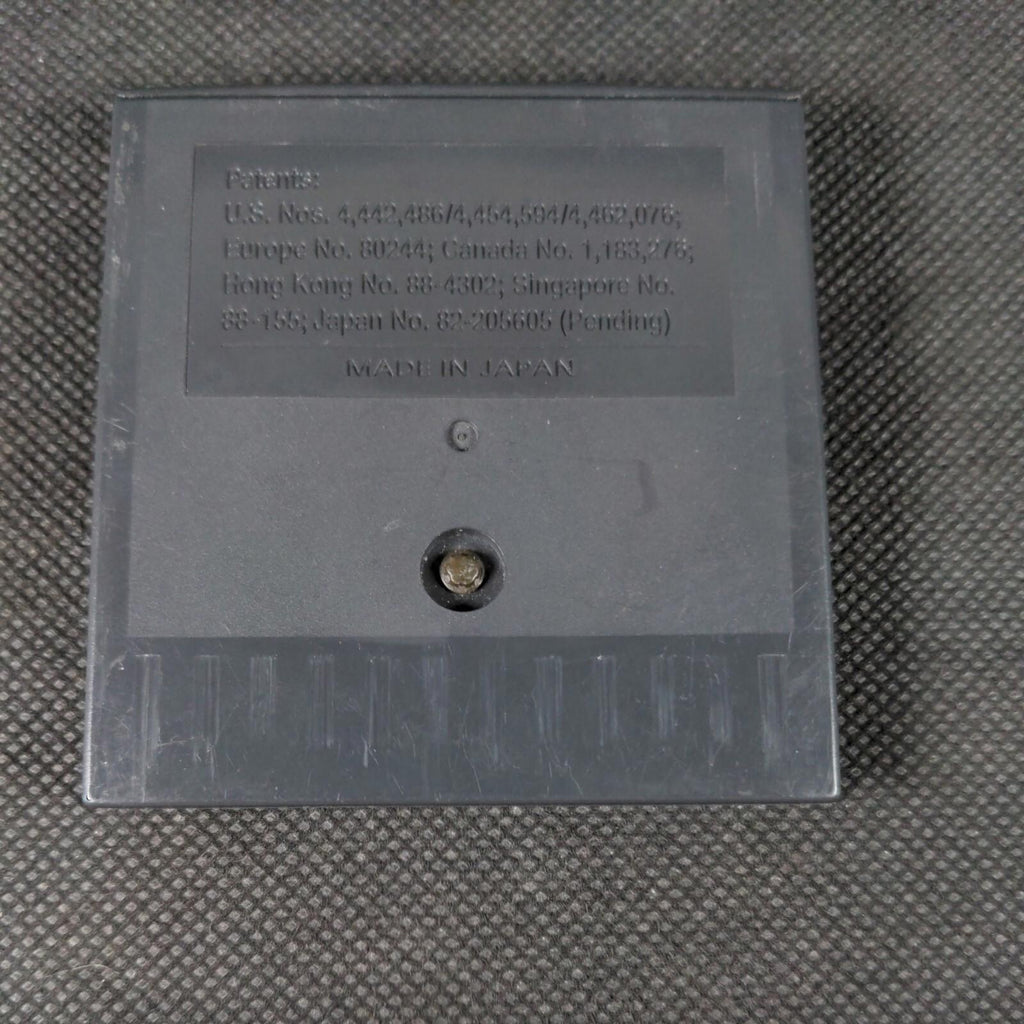 Patents:
U.S. Nos. 4,442,486/4,454,594/4,462,076;
Europe No. 80244; Canada No. 1,183,276;
Hong Kong No. 88-4302; Singapore No.
88-155; Japan No. 82-205605 (Pending)
MADE IN JAPAN